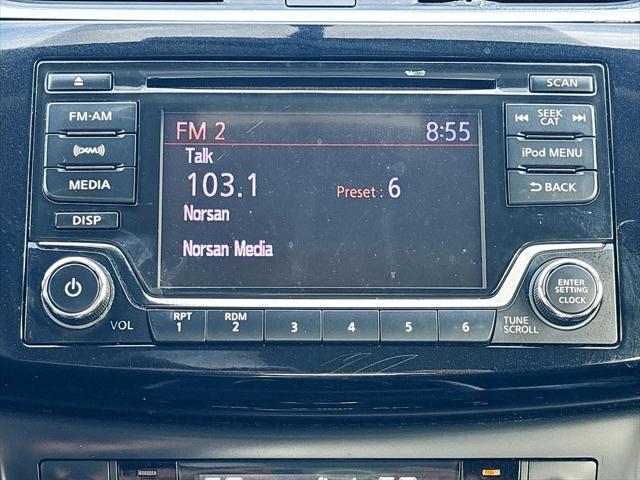 SCAN
FM·AM
SEEK
CAT
((XM))
iPod MENU
MEDIA
BACK
DISP
FM 2 8:55
Talk
103.1 Preset : 6
Norsan
Norsan Media
ENTER
SETTING
CLOCK
VOL
RPT
1
RDM
2
3
4
5
6
TUNE
SCROLL